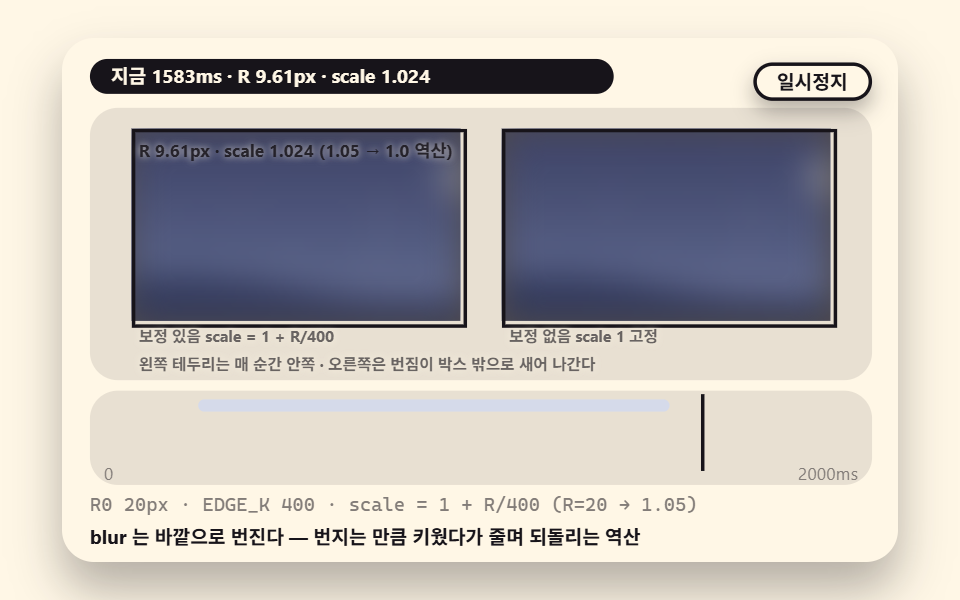 지금 1583ms · R 9.61px · scale 1.024
일시정지
R 9.61px · scale 1.024 (1.05 → 1.0 역산)
보정 있음 scale = 1 + R/400
보정 없음 scale 1 고정
왼쪽 테두리는 매 순간 안쪽 · 오른쪽은 번짐이 박스 밖으로 새어 나간다
0
2000ms
R0 20px · EDGE_K 400 · scale = 1 + R/400 (R=20 → 1.05)
blur 는 바깥으로 번진다 — 번지는 만큼 키웠다가 줄며 되돌리는 역산